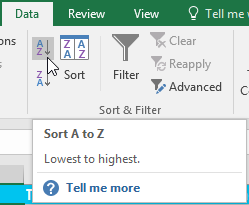 Data Review View Tell me
ons
A Z Z A A Z Clear
Reapply
Z A Sort Filter Advanced
Sort & Filter
Sort A to Z
Lowest to highest.
? Tell me more